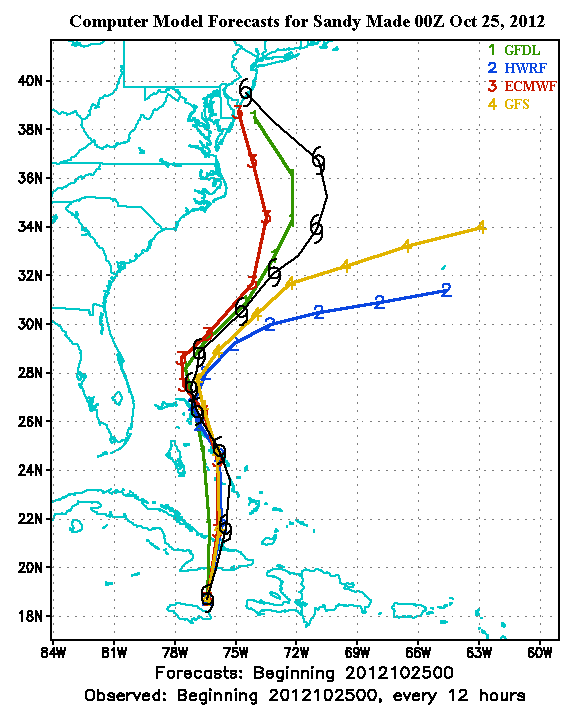 Computer Model Forecasts for Sandy Made 00Z Oct 25, 2012
1 GFDL
2 HWRF
3 ECMWF
4 GFS
40N
38N
36N
34N
32N
30N
28N
26N
24N
22N
20N
18N
84W 81W 78W 75W 72W 69W 66W 63W 60W
Forecasts: Beginning 2012102500
Observed: Beginning 2012102500, every 12 hours